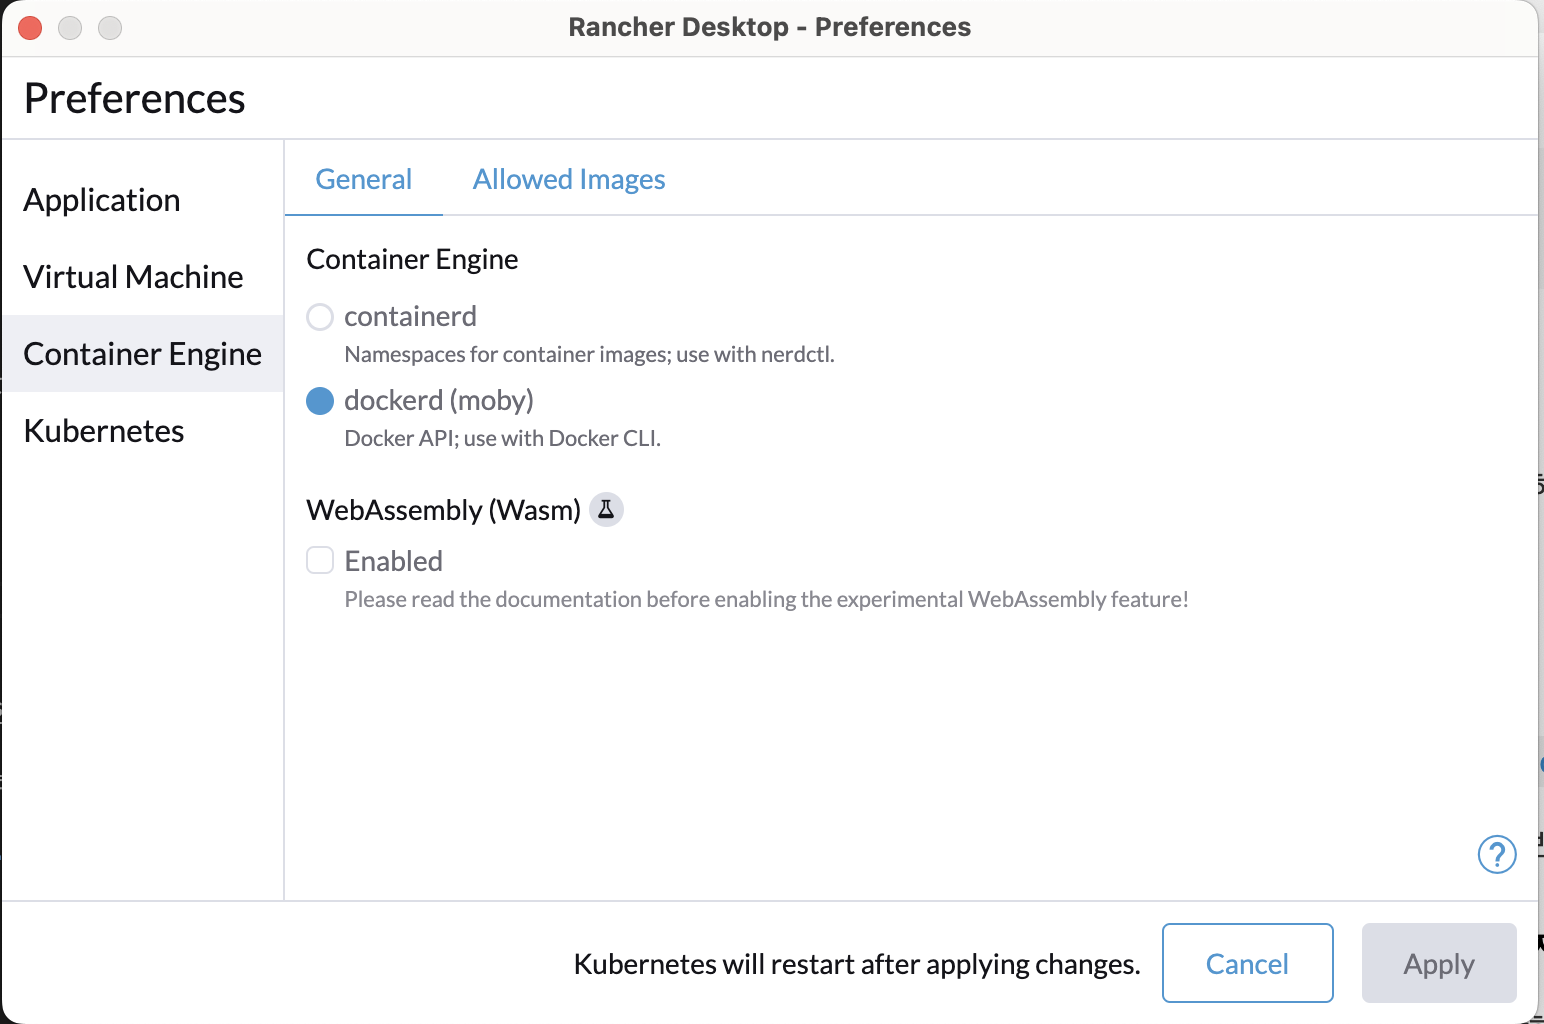 Rancher Desktop - Preferences
Preferences
Application
Virtual Machine
Container Engine
Kubernetes
General
Allowed Images
Container Engine
containerd
Namespaces for container images; use with nerdctl.
dockerd (moby)
Docker API; use with Docker CLI.
WebAssembly (Wasm)
Enabled
Please read the documentation before enabling the experimental WebAssembly feature!
?
Kubernetes will restart after applying changes.
Cancel
Apply